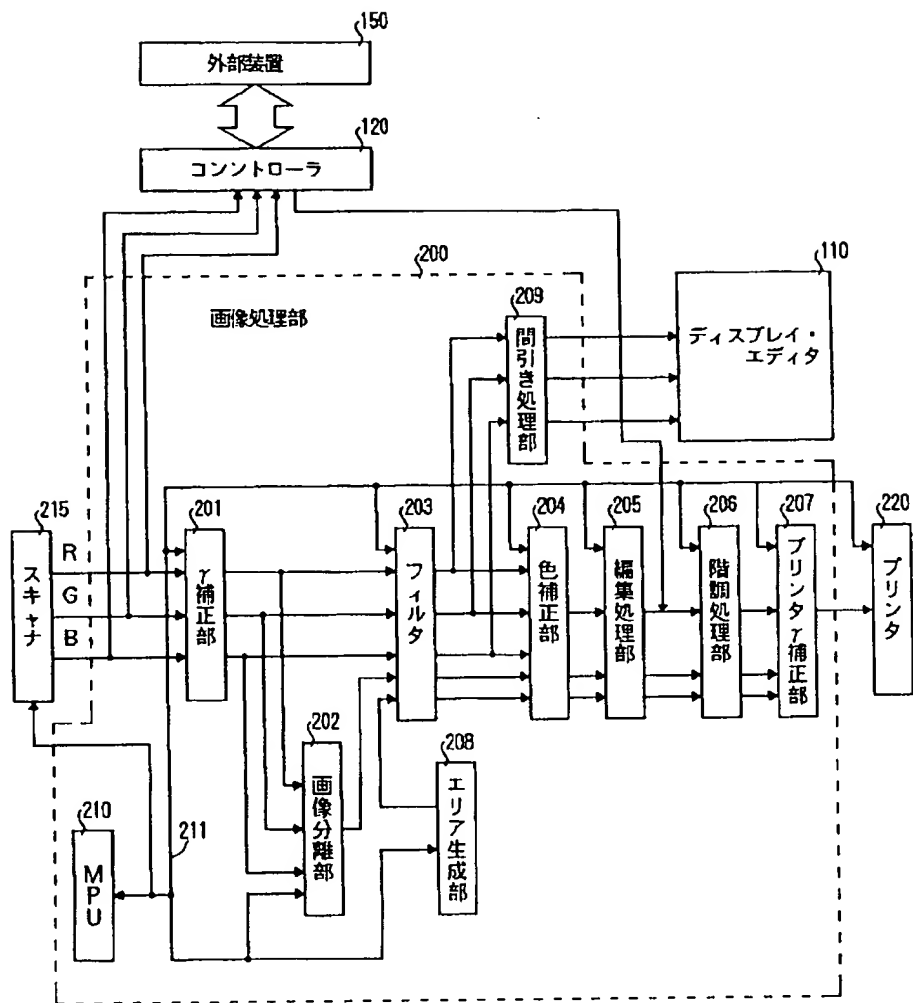 150
外部装置
120
コンントローラ
200
110
画像処理部
209
間引き処理部
ディスプレイ・
エディタ
215
スキャナ
R
G
B
201
γ補正部
203
フィルタ
204
色補正部
205
編集処理部
206
階調処理部
207
プリンタγ補正部
220
プリンタ
202
画像分離部
208
エリア生成部
210
MPU
211